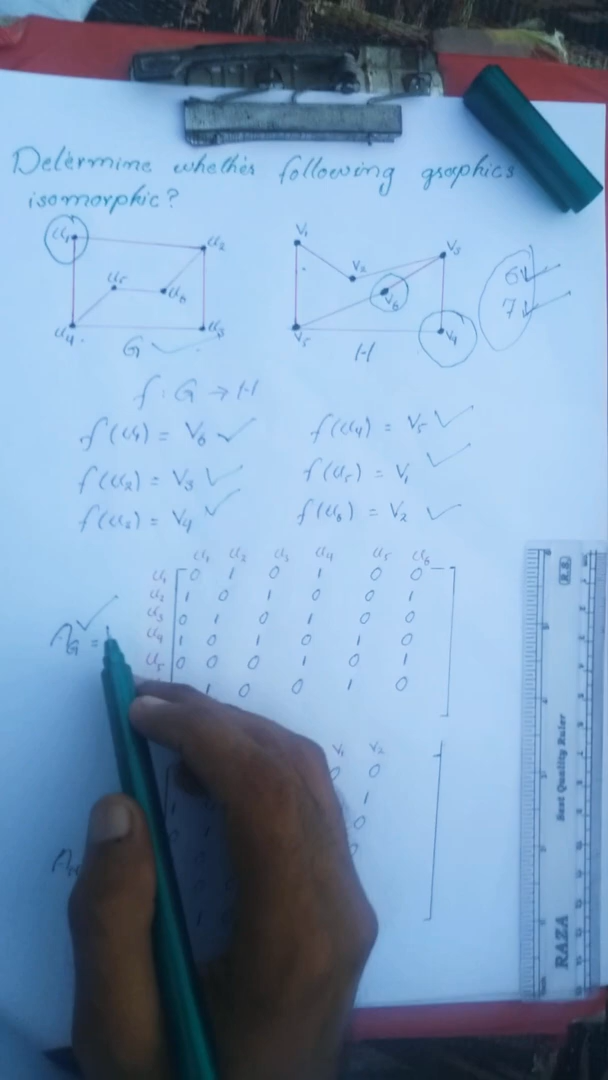 Determine whether following graphics
isomorphic?
u₁ u₂ u₅ u₆ u₄ u₃
G
v₁ v₂ v₃ v₆ v₅ v₄
H
6
7
f : G → H
f(u₁) = v₆
f(u₄) = v₅
f(u₂) = v₃
f(u₅) = v₁
f(u₃) = v₄
f(u₆) = v₂
u₁ u₂ u₃ u₄ u₅ u₆
u₁ 0 1 0 1 0 0
u₂ 1 0 1 0 0 1
u₃ 0 1 0 1 0 0
u₄ 1 0 1 0 1 0
u₅ 0 0 0 1 0 1
1 0 0 1 0
A_G =
v₁ v₂
0 0
1 1
0 0
Best Quality Ruler
RAZA